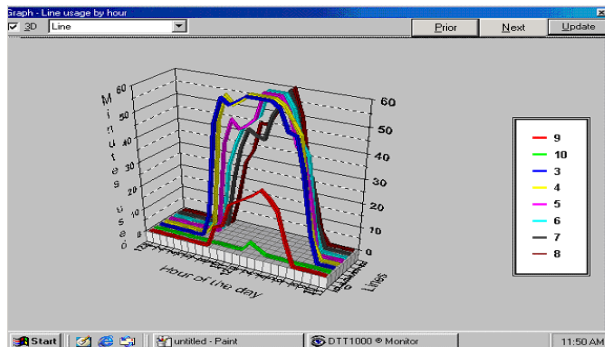 Graph - Line usage by hour
3D
Line
Prior
Next
Update
Minutes used
60
50
40
30
20
10
0
60
50
40
30
20
10
0
Hour of the day
Lines
9
10
3
4
5
6
7
8
Start
untitled - Paint
DTT1000 ® Monitor
11:50 AM